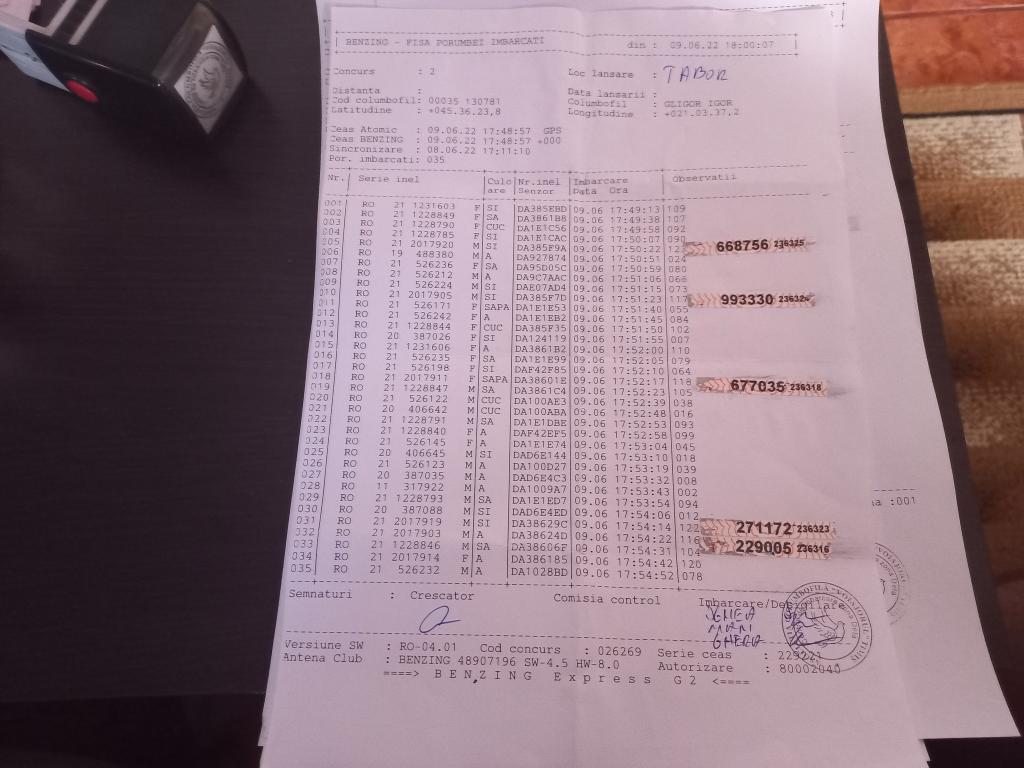 BENZING - FISA PORUMBEI IMBARCATI din : 09.06.22 18:00:07
Concurs : 2 Loc lansare : TABOR
Distanta : Data lansarii :
Cod columbofil: 00035 130781 Columbofil : GLIGOR IGOR
Latitudine : +045.36.23,8 Longitudine : +021.03.37,2
Ceas Atomic : 09.06.22 17:48:57 GPS
Ceas BENZING : 09.06.22 17:48:57 +000
Sincronizare : 08.06.22 17:11:10
Por. imbarcati: 035
Nr. Serie inel Culo Nr.inel Imbarcare Observatii
are Senzor Data Ora
001 RO 21 1231603 F SI DA385EBD 09.06 17:49:13 109
002 RO 21 1228849 F SA DA3861B8 09.06 17:49:38 107
003 RO 21 1228790 F CUC DA1E1C56 09.06 17:49:58 092
004 RO 21 1228785 F SI DA1E1CAC 09.06 17:50:07 090
005 RO 21 2017920 M SI DA385F9A 09.06 17:50:22 668756 236325
006 RO 19 488380 M A DA927874 09.06 17:50:51 024
007 RO 21 526236 F SA DA95D05C 09.06 17:50:59 080
008 RO 21 526212 M A DA9C7AAC 09.06 17:51:06 066
009 RO 21 526224 M SI DAE07AD4 09.06 17:51:15 073
010 RO 21 2017905 M SI DA385F7D 09.06 17:51:23 993330
011 RO 21 526171 F SAPA DA1E1E53 09.06 17:51:40 055
012 RO 21 526242 F A DA1E1EB2 09.06 17:51:45 084
013 RO 21 1228844 F CUC DA385F35 09.06 17:51:50 102
014 RO 20 387026 F SI DA124119 09.06 17:51:55 007
015 RO 21 1231606 F A DA3861B2 09.06 17:52:00 110
016 RO 21 526235 F SA DA1E1E99 09.06 17:52:05 079
017 RO 21 526198 F SI DAF42F85 09.06 17:52:10 064
018 RO 21 2017911 F SAPA DA38601E 09.06 17:52:17 118 677035 236318
019 RO 21 1228847 M SA DA3861C4 09.06 17:52:23 105
020 RO 21 526122 M CUC DA100AE3 09.06 17:52:39 038
021 RO 20 406642 M CUC DA100ABA 09.06 17:52:48 016
022 RO 21 1228791 M SA DA1E1DBE 09.06 17:52:53 093
023 RO 21 1228840 F A DAF42EF5 09.06 17:52:58 099
024 RO 21 526145 F A DA1E1E74 09.06 17:53:04 045
025 RO 20 406645 M SI DAD6E144 09.06 17:53:10 018
026 RO 21 526123 M A DA100D27 09.06 17:53:19 039
027 RO 20 387035 M A DAD6E4C3 09.06 17:53:32 008
028 RO 11 317922 M A DA1009A7 09.06 17:53:43 002
029 RO 21 1228793 M SA DA1E1ED7 09.06 17:53:54 094
030 RO 20 387088 M SI DAD6E4ED 09.06 17:54:06 012
031 RO 21 2017919 M SI DA38629C 09.06 17:54:14 122 271172 236323
032 RO 21 2017903 M A DA38624D 09.06 17:54:22 116
033 RO 21 1228846 M SA DA38606F 09.06 17:54:31 104 229005 236316
034 RO 21 2017914 F A DA386185 09.06 17:54:42 120
035 RO 21 526232 M A DA1028BD 09.06 17:54:52 078
:001
Semnaturi : Crescator Comisia control Imbarcare/Desigilare
Versiune SW : RO-04.01 Cod concurs : 026269 Serie ceas : 229221
Antena Club : BENZING 48907196 SW-4.5 HW-8.0 Autorizare : 80002040
====> BENZING Express G2 <====